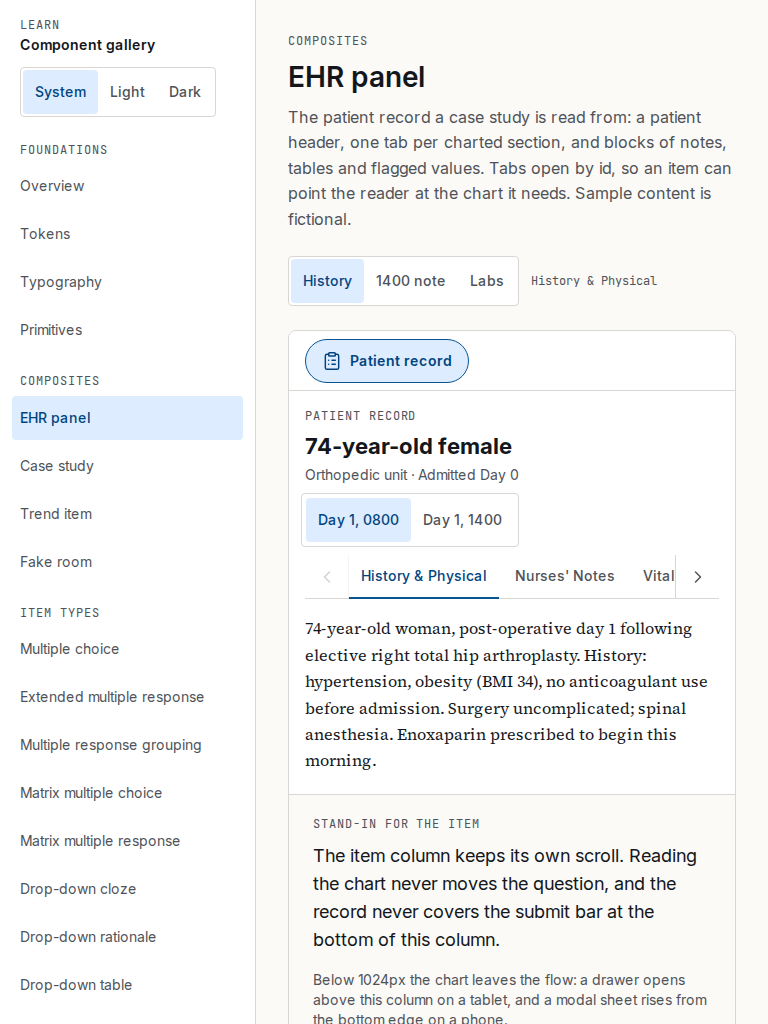 LEARN
Component gallery
System Light Dark
FOUNDATIONS
Overview
Tokens
Typography
Primitives
COMPOSITES
EHR panel
Case study
Trend item
Fake room
ITEM TYPES
Multiple choice
Extended multiple response
Multiple response grouping
Matrix multiple choice
Matrix multiple response
Drop-down cloze
Drop-down rationale
Drop-down table
COMPOSITES
EHR panel
The patient record a case study is read from: a patient
header, one tab per charted section, and blocks of notes,
tables and flagged values. Tabs open by id, so an item can
point the reader at the chart it needs. Sample content is
fictional.
History 1400 note Labs History & Physical
Patient record
PATIENT RECORD
74-year-old female
Orthopedic unit · Admitted Day 0
Day 1, 0800 Day 1, 1400
History & Physical Nurses' Notes Vital
74-year-old woman, post-operative day 1 following
elective right total hip arthroplasty. History:
hypertension, obesity (BMI 34), no anticoagulant use
before admission. Surgery uncomplicated; spinal
anesthesia. Enoxaparin prescribed to begin this
morning.
STAND-IN FOR THE ITEM
The item column keeps its own scroll. Reading
the chart never moves the question, and the
record never covers the submit bar at the
bottom of this column.
Below 1024px the chart leaves the flow: a drawer opens
above this column on a tablet, and a modal sheet rises from
the bottom edge on a phone.